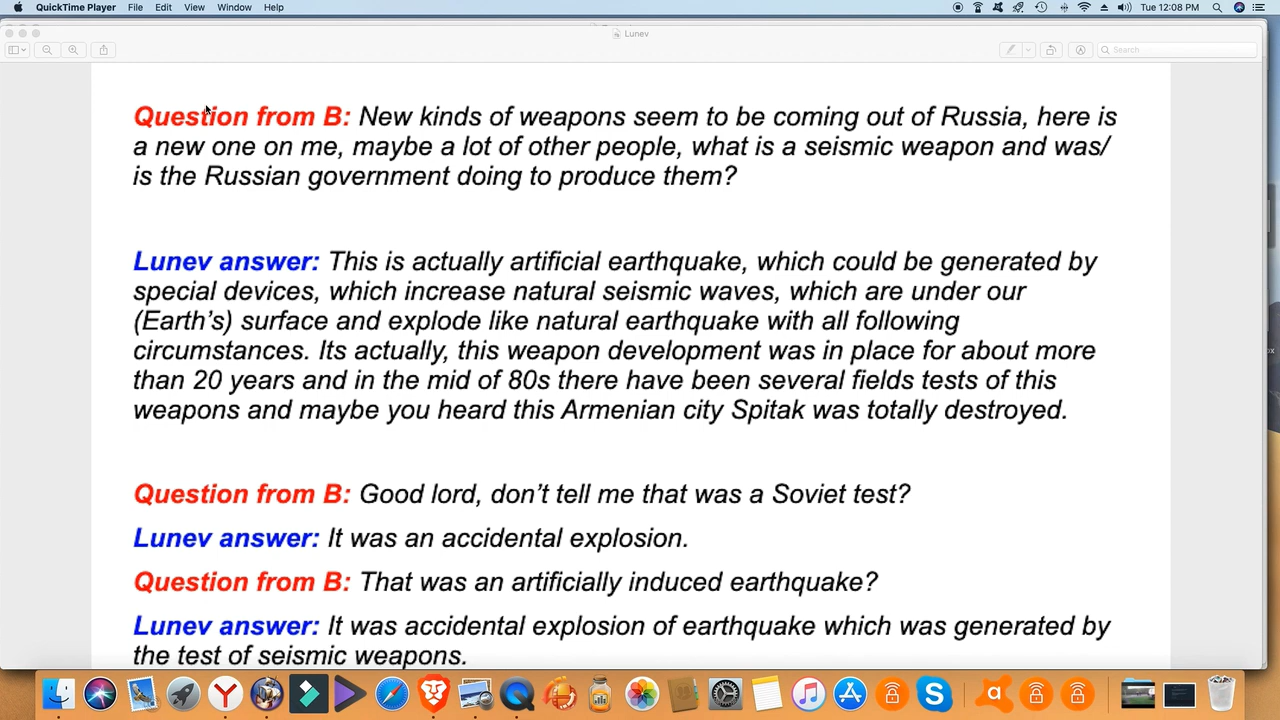 QuickTime Player File Edit View Window Help Tue 12:08 PM
Lunev
Search
Question from B: New kinds of weapons seem to be coming out of Russia, here is
a new one on me, maybe a lot of other people, what is a seismic weapon and was/
is the Russian government doing to produce them?
Lunev answer: This is actually artificial earthquake, which could be generated by
special devices, which increase natural seismic waves, which are under our
(Earth's) surface and explode like natural earthquake with all following
circumstances. Its actually, this weapon development was in place for about more
than 20 years and in the mid of 80s there have been several fields tests of this
weapons and maybe you heard this Armenian city Spitak was totally destroyed.
Question from B: Good lord, don't tell me that was a Soviet test?
Lunev answer: It was an accidental explosion.
Question from B: That was an artificially induced earthquake?
Lunev answer: It was accidental explosion of earthquake which was generated by
the test of seismic weapons.